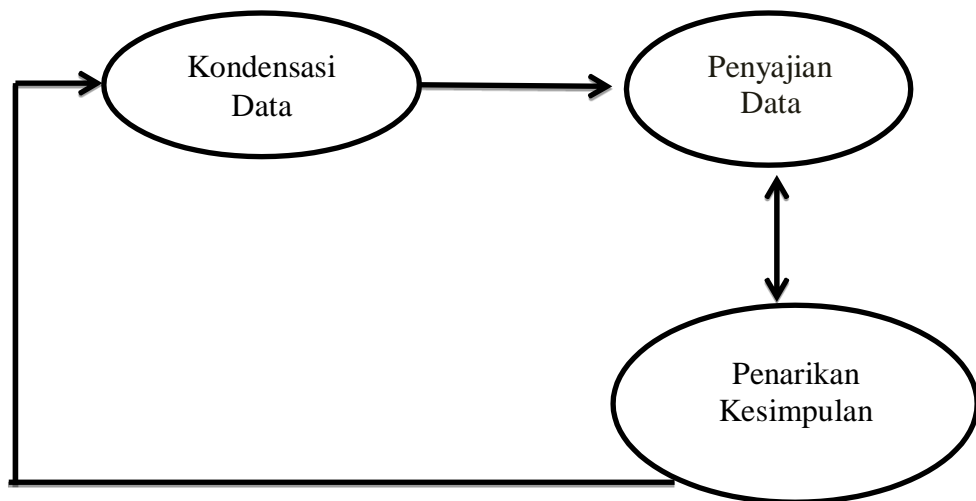 Kondensasi
Data
Penyajian
Data
Penarikan
Kesimpulan